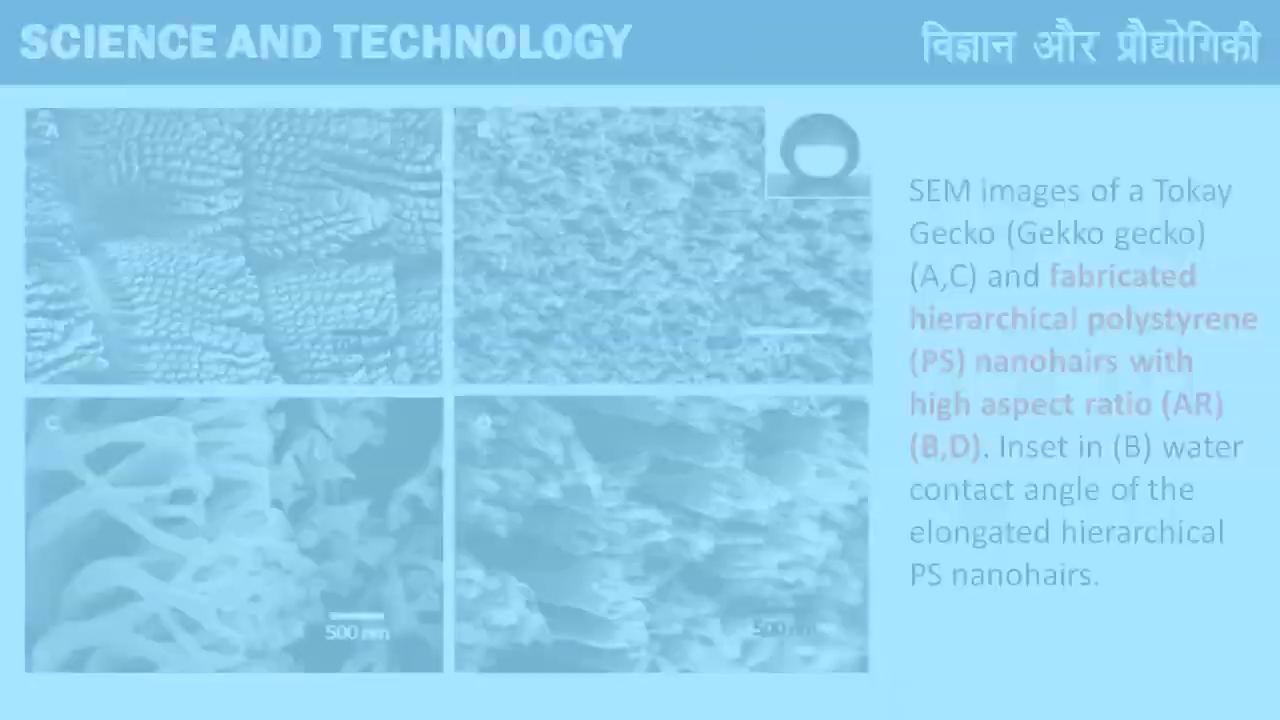 SCIENCE AND TECHNOLOGY
विज्ञान और प्रौद्योगिकी
A
C
500 nm
500 nm
SEM images of a Tokay
Gecko (Gekko gecko)
(A,C) and fabricated
hierarchical polystyrene
(PS) nanohairs with
high aspect ratio (AR)
(B,D). Inset in (B) water
contact angle of the
elongated hierarchical
PS nanohairs.